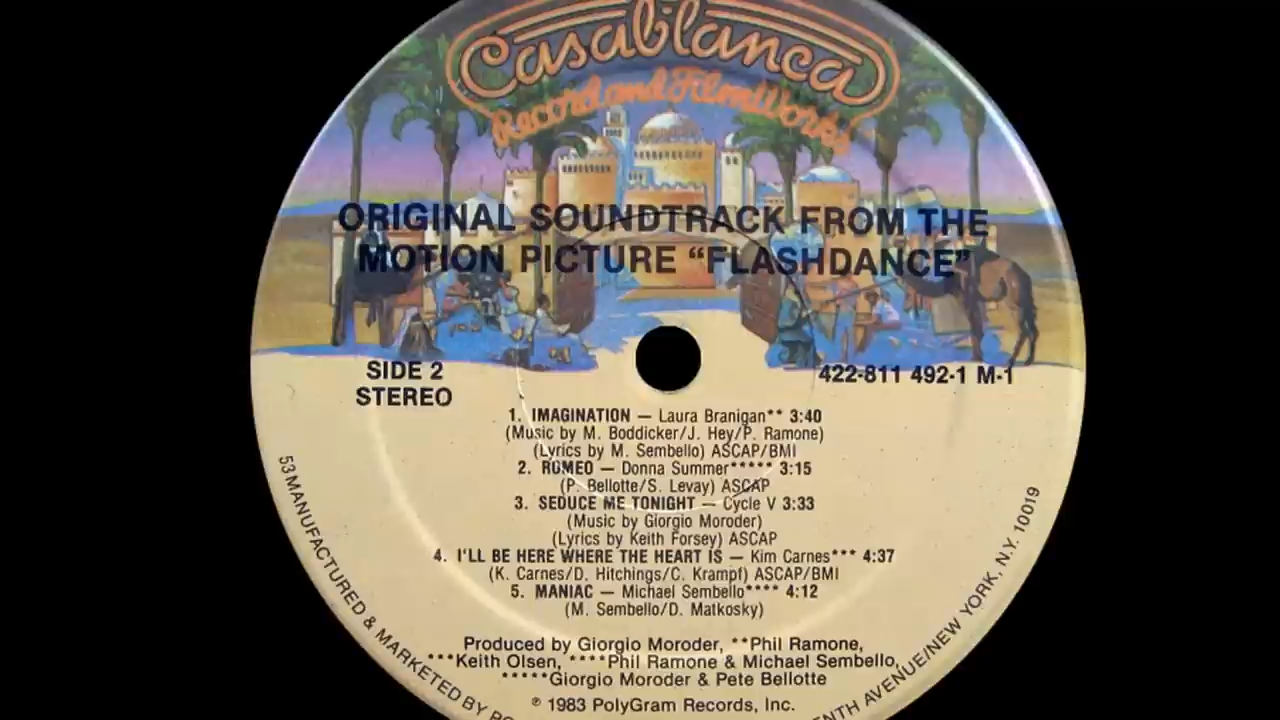 Casablanca
Record and FilmWorks
ORIGINAL SOUNDTRACK FROM THE
MOTION PICTURE “FLASHDANCE”
SIDE 2
STEREO
422-811 492-1 M-1
1. IMAGINATION — Laura Branigan** 3:40
(Music by M. Boddicker/J. Hey/P. Ramone)
(Lyrics by M. Sembello) ASCAP/BMI
2. ROMEO — Donna Summer***** 3:15
(P. Bellotte/S. Levay) ASCAP
3. SEDUCE ME TONIGHT — Cycle V 3:33
(Music by Giorgio Moroder)
(Lyrics by Keith Forsey) ASCAP
4. I'LL BE HERE WHERE THE HEART IS — Kim Carnes*** 4:37
(K. Carnes/D. Hitchings/C. Krampf) ASCAP/BMI
5. MANIAC — Michael Sembello**** 4:12
(M. Sembello/D. Matkosky)
Produced by Giorgio Moroder, **Phil Ramone,
***Keith Olsen, ****Phil Ramone & Michael Sembello,
*****Giorgio Moroder & Pete Bellotte
℗ 1983 PolyGram Records, Inc.
53 MANUFACTURED & MARKETED BY
AVENUE/NEW YORK, N.Y. 10019